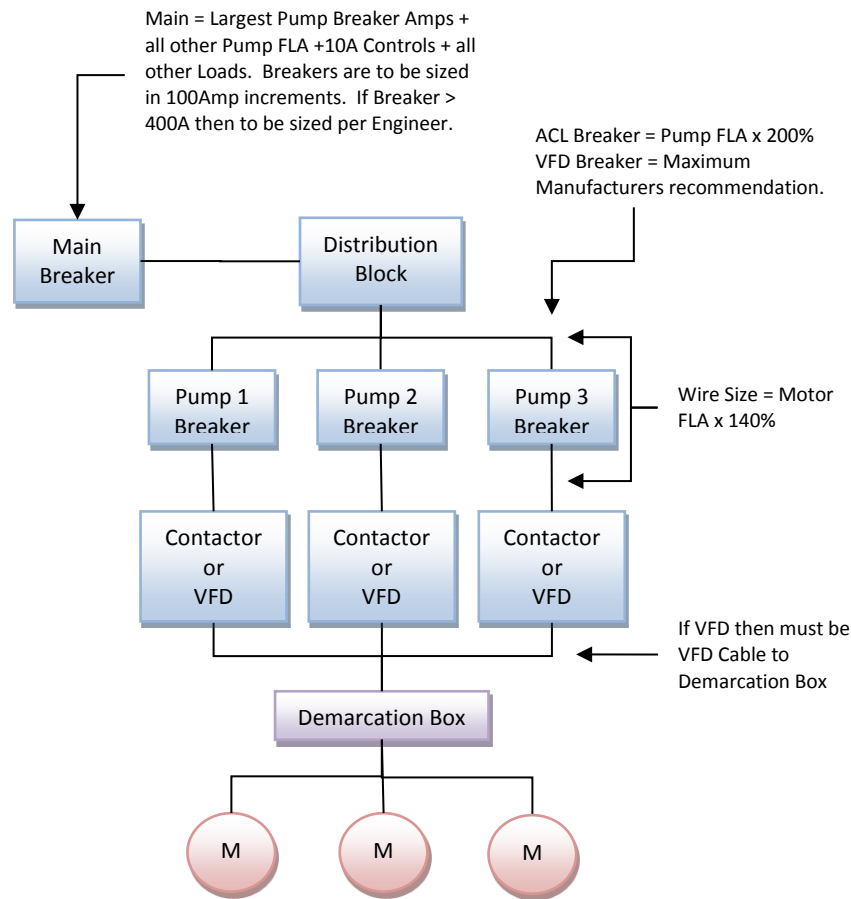 Main = Largest Pump Breaker Amps +
all other Pump FLA +10A Controls + all
other Loads. Breakers are to be sized
in 100Amp increments. If Breaker >
400A then to be sized per Engineer.
ACL Breaker = Pump FLA x 200%
VFD Breaker = Maximum
Manufacturers recommendation.
Main
Breaker
Distribution
Block
Pump 1
Breaker
Pump 2
Breaker
Pump 3
Breaker
Wire Size = Motor
FLA x 140%
Contactor
or
VFD
Contactor
or
VFD
Contactor
or
VFD
If VFD then must be
VFD Cable to
Demarcation Box
Demarcation Box
M
M
M